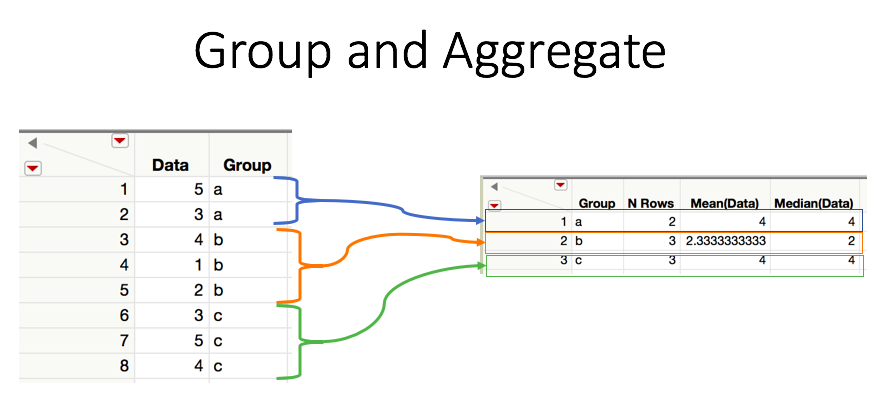 Group and Aggregate
Data Group
1 5 a
2 3 a
3 4 b
4 1 b
5 2 b
6 3 c
7 5 c
8 4 c
Group N Rows Mean(Data) Median(Data)
1 a 2 4 4
2 b 3 2.3333333333 2
3 c 3 4 4